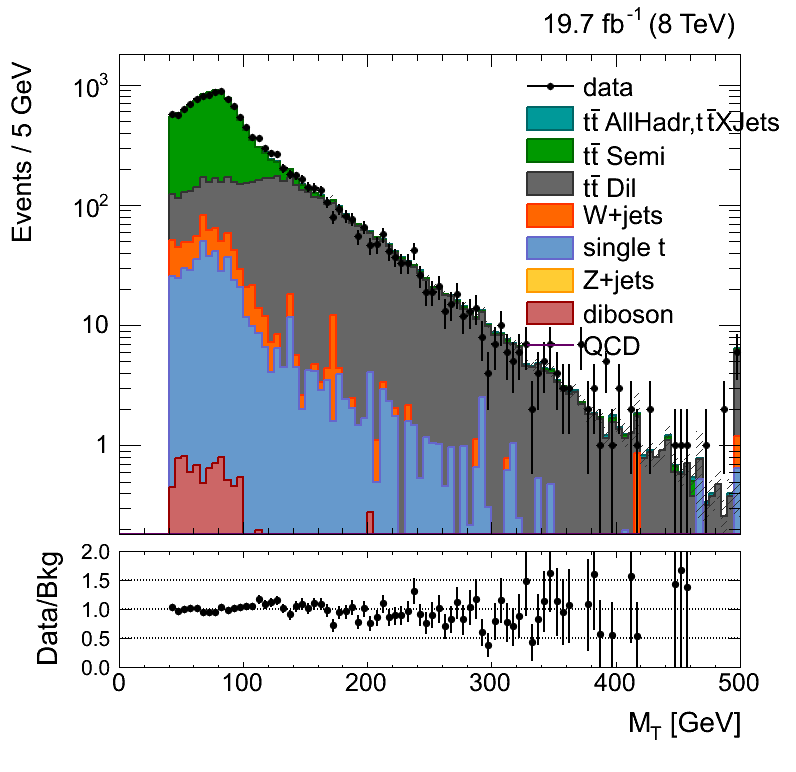 19.7 fb⁻¹ (8 TeV)
Events / 5 GeV
10³
10²
10
1
data
tt̄ AllHadr,tt̄XJets
tt̄ Semi
tt̄ Dil
W+jets
single t
Z+jets
diboson
QCD
Data/Bkg
2.0
1.5
1.0
0.5
0.0
0 100 200 300 400 500
M_T [GeV]